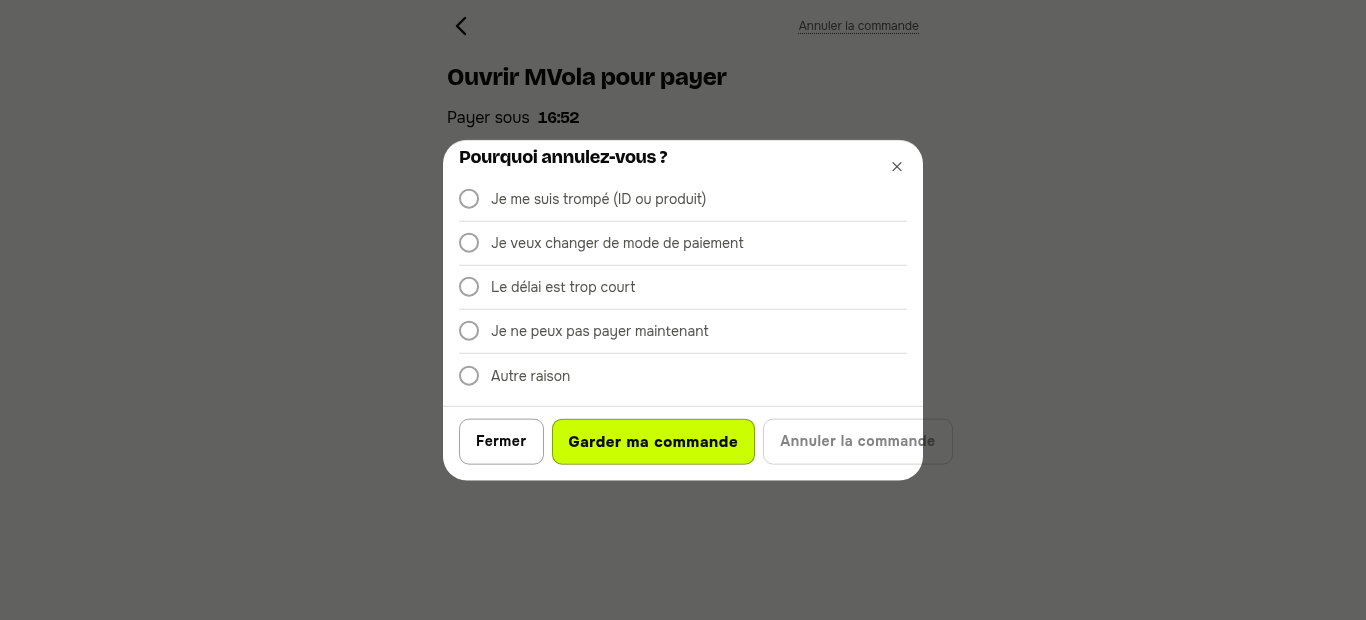 Annuler la commande
Ouvrir MVola pour payer
Payer sous 16:52
Pourquoi annulez-vous ?
Je me suis trompé (ID ou produit)
Je veux changer de mode de paiement
Le délai est trop court
Je ne peux pas payer maintenant
Autre raison
Fermer
Garder ma commande
Annuler la commande